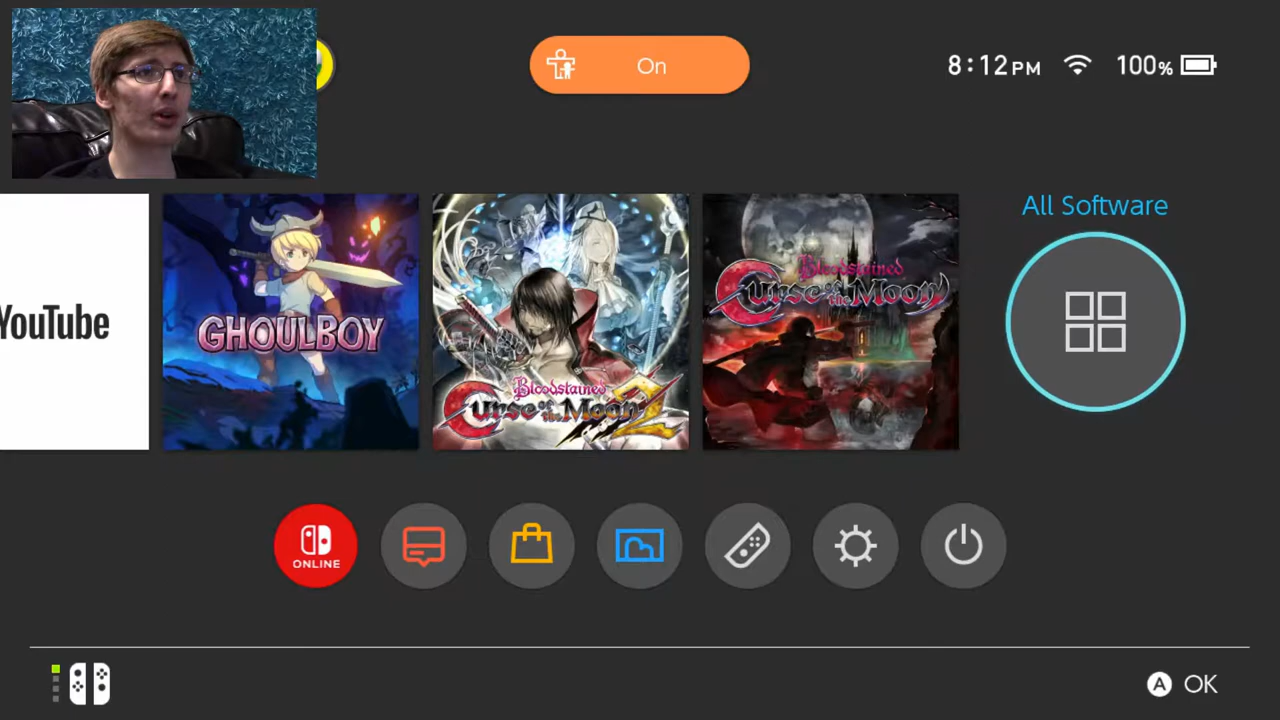 On
8:12PM
100%
All Software
YouTube
GHOULBOY
Bloodstained
Curse of the Moon 2
Bloodstained
Curse of the Moon
ONLINE
A OK